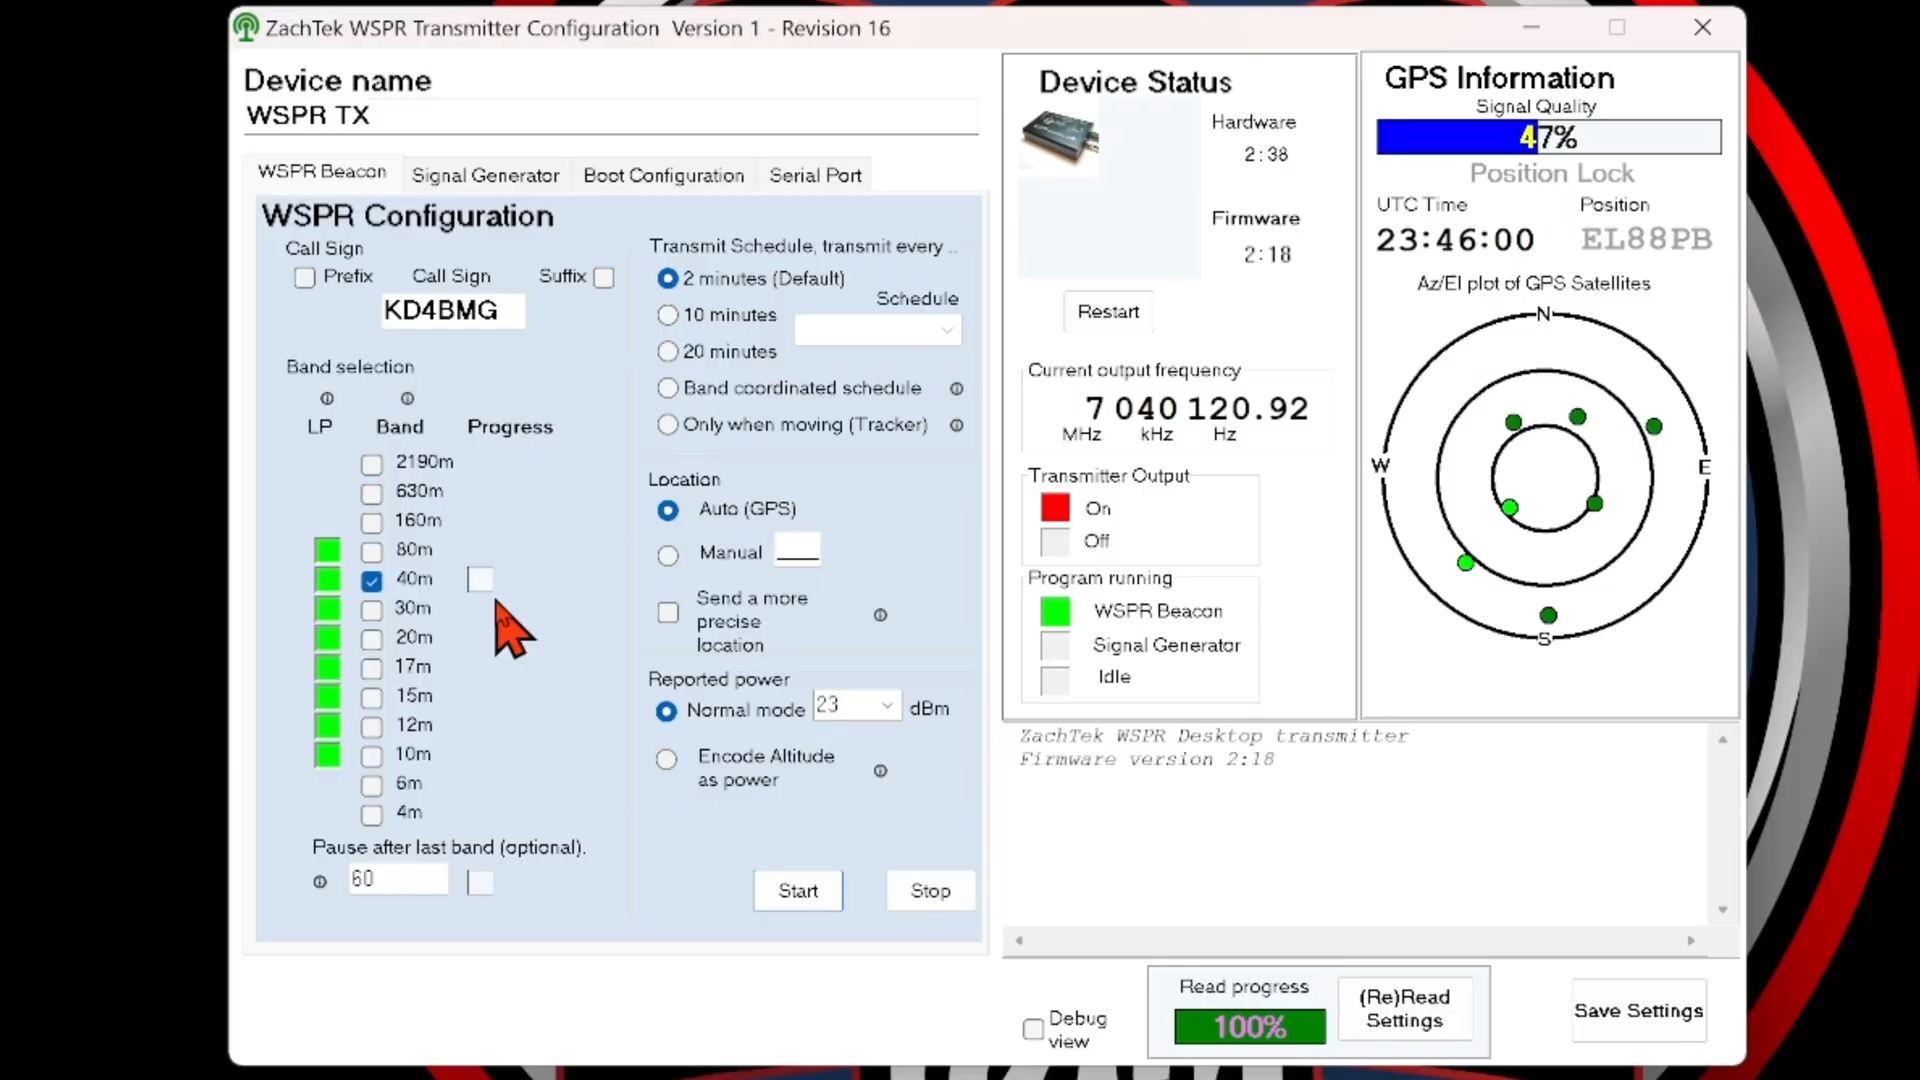 ZachTek WSPR Transmitter Configuration Version 1 - Revision 16
Device name
WSPR TX
WSPR Beacon
Signal Generator
Boot Configuration
Serial Port
WSPR Configuration
Call Sign
Prefix
Call Sign
Suffix
KD4BMG
Band selection
LP
Band
Progress
2190m
630m
160m
80m
40m
30m
20m
17m
15m
12m
10m
6m
4m
Pause after last band (optional).
60
Transmit Schedule, transmit every ..
2 minutes (Default)
Schedule
10 minutes
20 minutes
Band coordinated schedule
Only when moving (Tracker)
Location
Auto (GPS)
Manual
Send a more
precise
location
Reported power
Normal mode
23
dBm
Encode Altitude
as power
Start
Stop
Device Status
Hardware
2:38
Firmware
2:18
Restart
Current output frequency
7 040 120.92
MHz kHz Hz
Transmitter Output
On
Off
Program running
WSPR Beacon
Signal Generator
Idle
GPS Information
Signal Quality
47%
Position Lock
UTC Time
Position
23:46:00
EL88PB
Az/El plot of GPS Satellites
N
W
E
S
ZachTek WSPR Desktop transmitter
Firmware version 2:18
Debug
view
Read progress
100%
(Re)Read
Settings
Save Settings